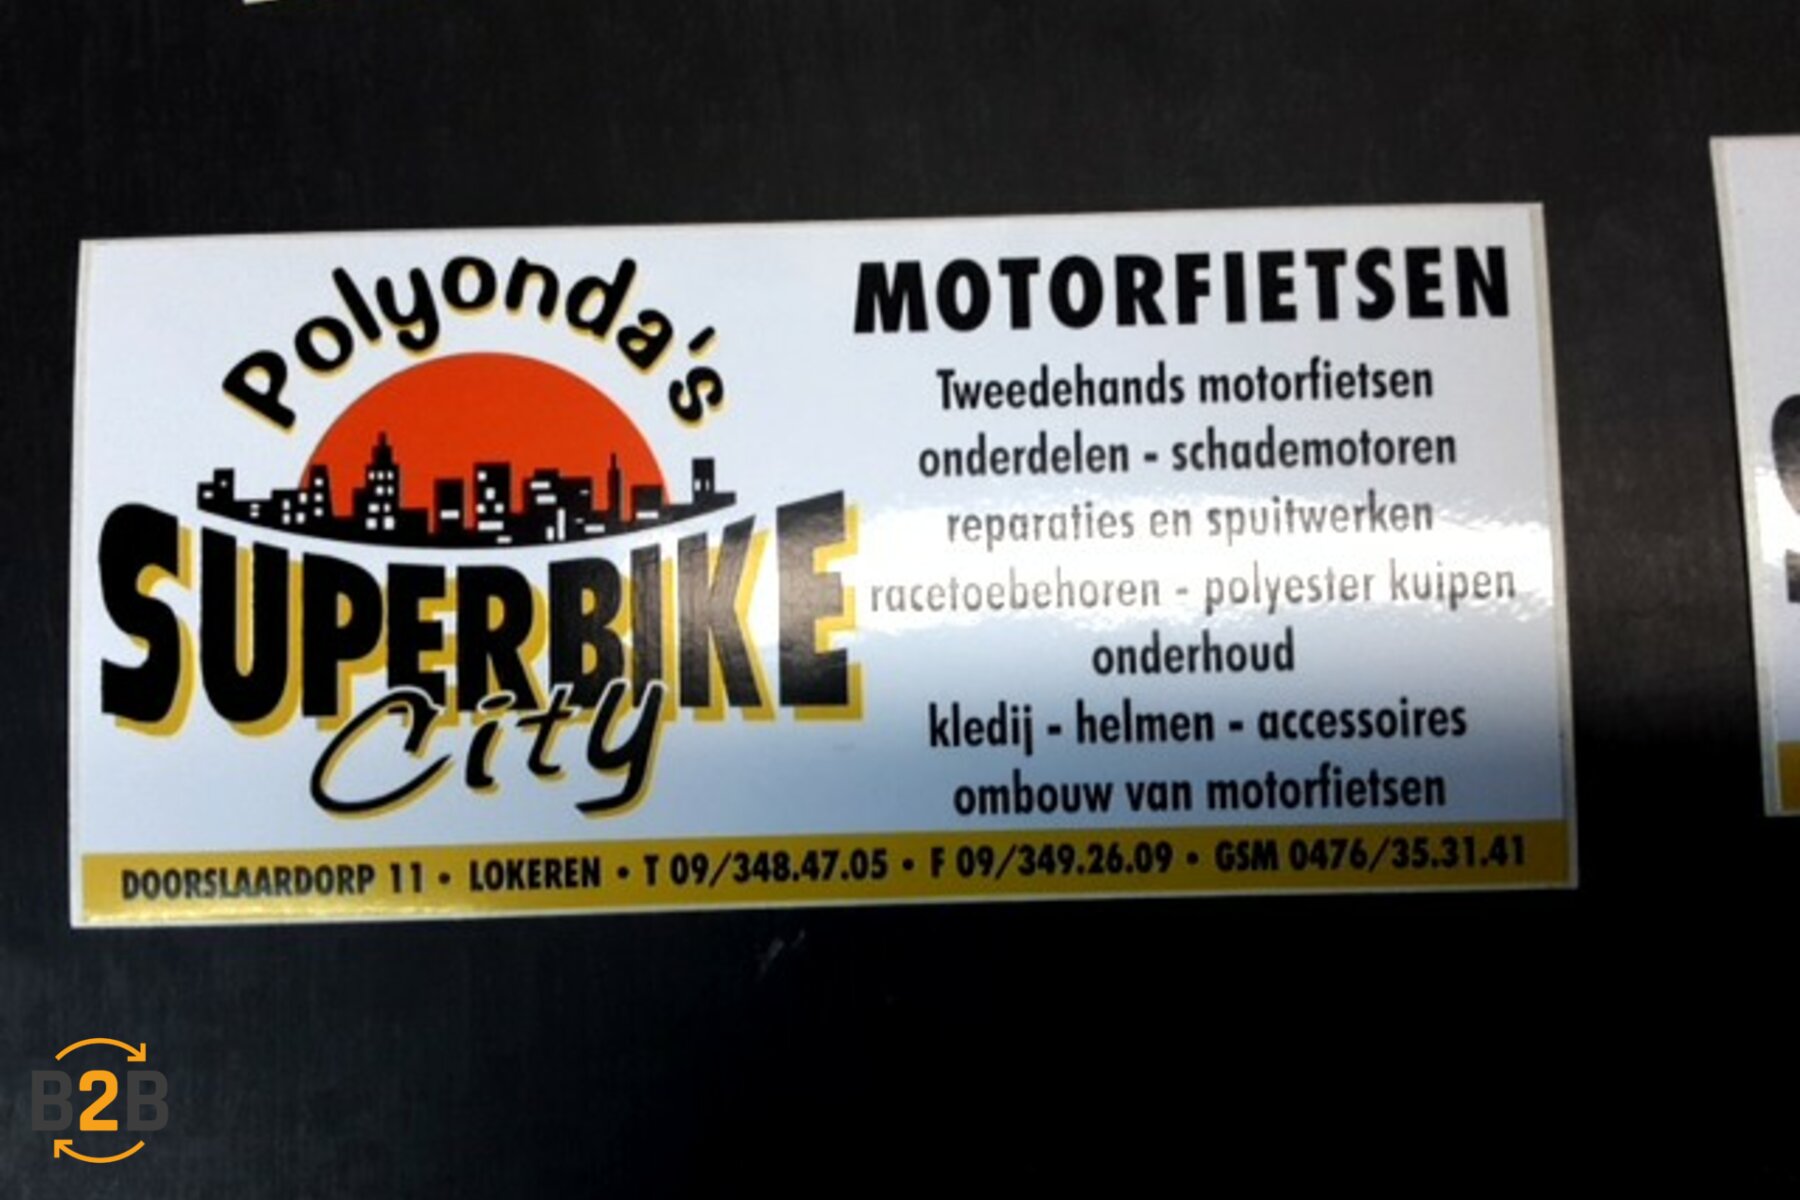 Polyonda's
SUPERBIKE
City
MOTORFIETSEN
Tweedehands motorfietsen
onderdelen - schademotoren
reparaties en spuitwerken
racetoebehoren - polyester kuipen
onderhoud
kledij - helmen - accessoires
ombouw van motorfietsen
DOORSLAARDORP 11 • LOKEREN • T 09/348.47.05 • F 09/349.26.09 • GSM 0476/35.31.41
B2B